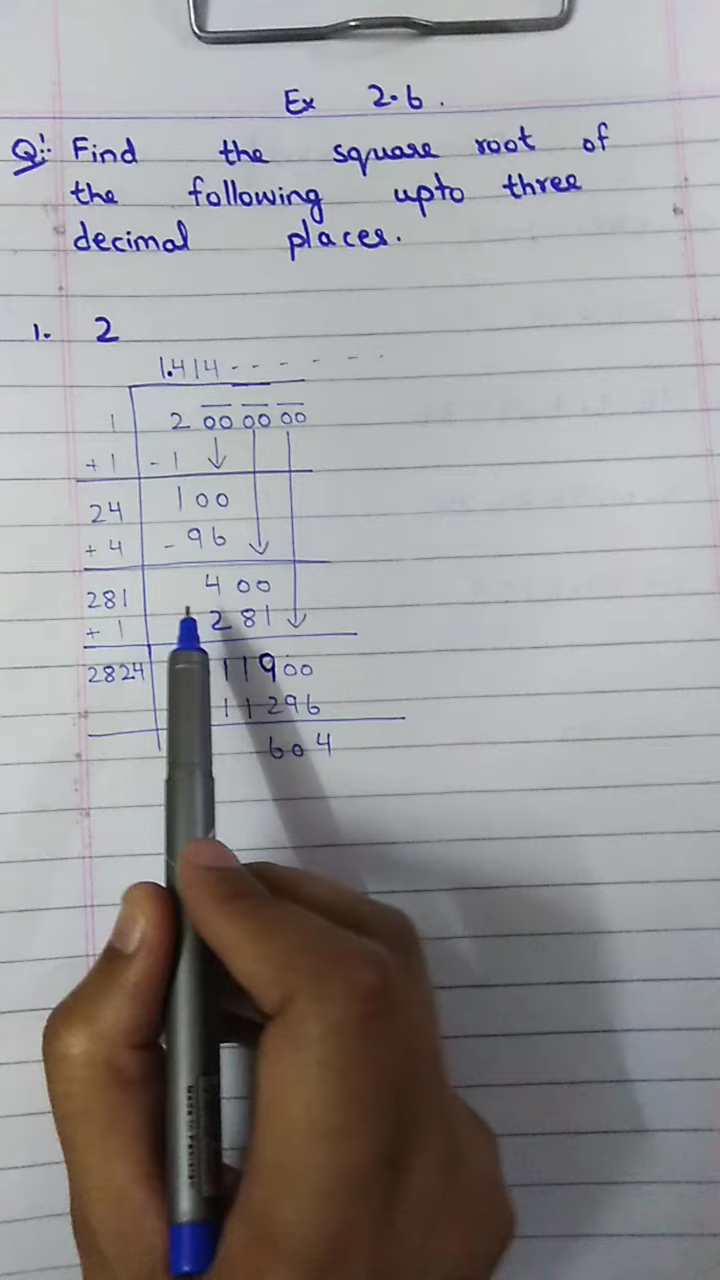 Ex 2.6.
Q:- Find the square root of
the following upto three
decimal places.
1. 2
1.414 - - - - - - .
1 2 00 00 00
+ 1 - 1
24 100
+ 4 - 96
281 400
+ 1 281
2824 11900
11296
604